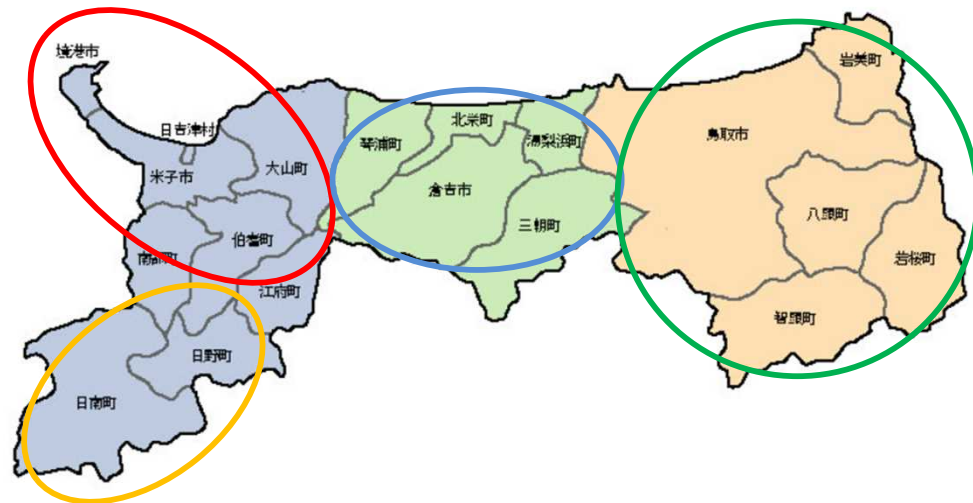 境港市
岩美町
日吉津村
北栄町
鳥取市
琴浦町
湯梨浜町
大山町
米子市
倉吉市
八頭町
三朝町
伯耆町
南部町
若桜町
江府町
智頭町
日野町
日南町